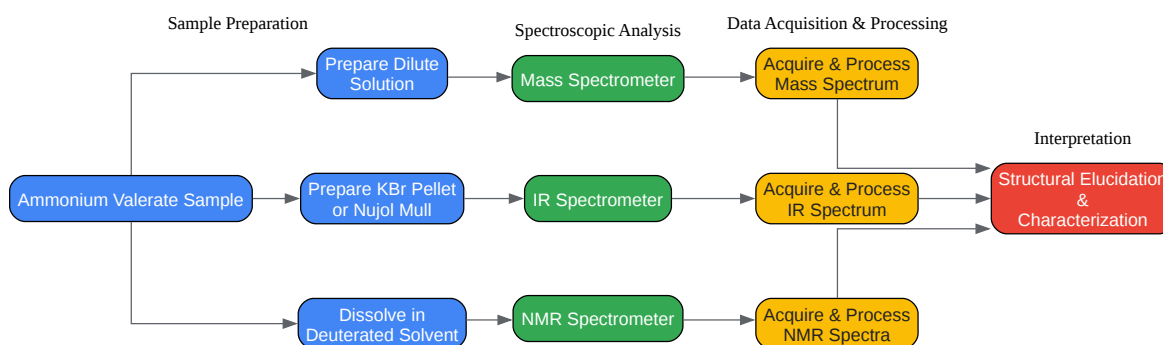 Sample Preparation
Spectroscopic Analysis
Data Acquisition & Processing
Prepare Dilute
Solution
Mass Spectrometer
Acquire & Process
Mass Spectrum
Interpretation
Ammonium Valerate Sample
Prepare KBr Pellet
or Nujol Mull
IR Spectrometer
Acquire & Process
IR Spectrum
Structural Elucidation
&
Characterization
Dissolve in
Deuterated Solvent
NMR Spectrometer
Acquire & Process
NMR Spectra